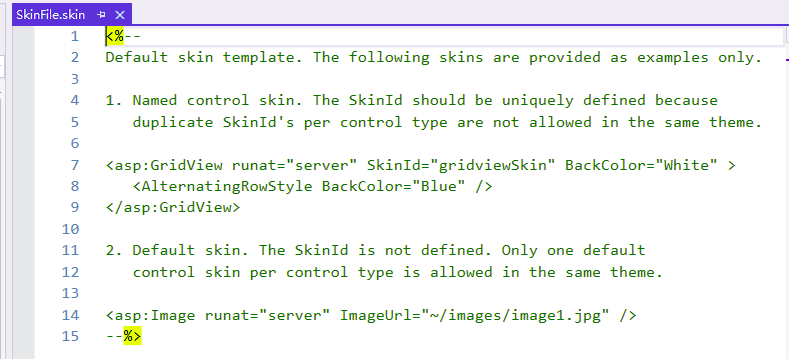 SkinFile.skin
1 <%--
2 Default skin template. The following skins are provided as examples only.
3
4 1. Named control skin. The SkinId should be uniquely defined because
5 duplicate SkinId's per control type are not allowed in the same theme.
6
7 <asp:GridView runat="server" SkinId="gridviewSkin" BackColor="White" >
8 <AlternatingRowStyle BackColor="Blue" />
9 </asp:GridView>
10
11 2. Default skin. The SkinId is not defined. Only one default
12 control skin per control type is allowed in the same theme.
13
14 <asp:Image runat="server" ImageUrl="~/images/image1.jpg" />
15 --%>